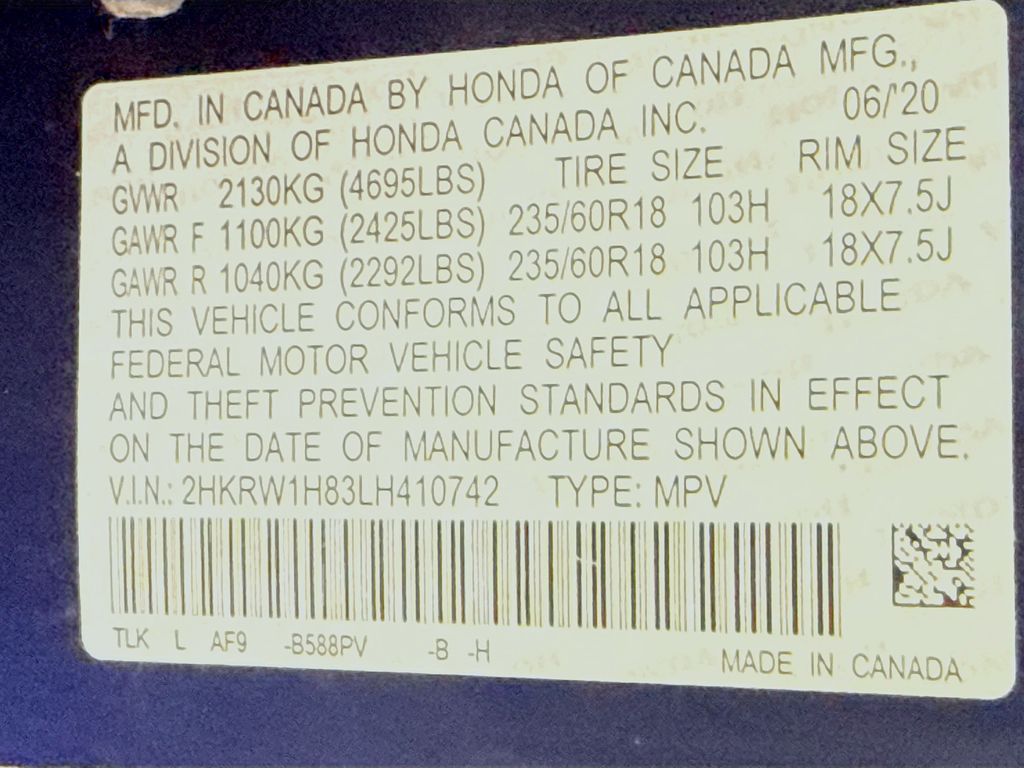 MFD. IN CANADA BY HONDA OF CANADA MFG.,
A DIVISION OF HONDA CANADA INC. 06/'20
GVWR 2130KG (4695LBS) TIRE SIZE RIM SIZE
GAWR F 1100KG (2425LBS) 235/60R18 103H 18X7.5J
GAWR R 1040KG (2292LBS) 235/60R18 103H 18X7.5J
THIS VEHICLE CONFORMS TO ALL APPLICABLE
FEDERAL MOTOR VEHICLE SAFETY
AND THEFT PREVENTION STANDARDS IN EFFECT
ON THE DATE OF MANUFACTURE SHOWN ABOVE.
V.I.N.: 2HKRW1H83LH410742 TYPE: MPV
TLK L AF9 -B588PV -B -H
MADE IN CANADA